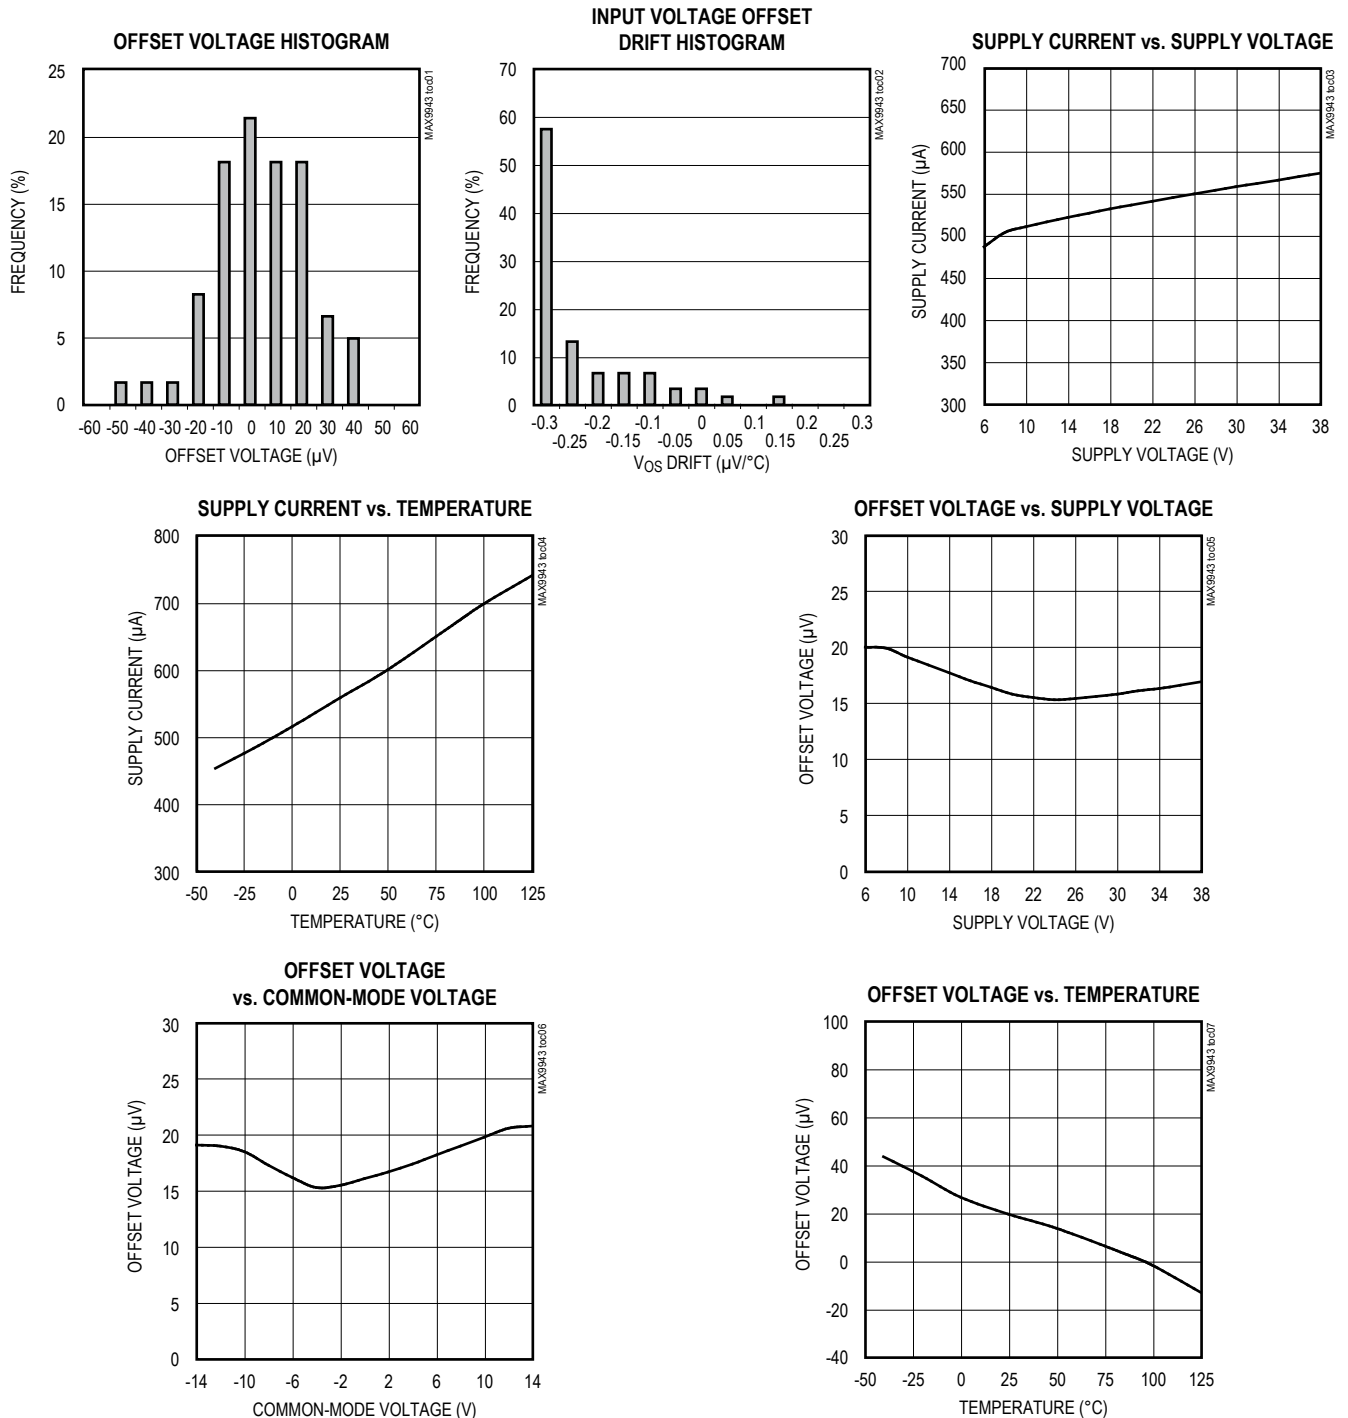 OFFSET VOLTAGE HISTOGRAM
25
20
15
10
5
0
FREQUENCY (%)
-60 -50 -40 -30 -20 -10 0 10 20 30 40 50 60
OFFSET VOLTAGE (µV)
MAX9943 toc01
INPUT VOLTAGE OFFSET
DRIFT HISTOGRAM
70
60
50
40
30
20
10
0
FREQUENCY (%)
-0.3 -0.2 -0.1 0 0.1 0.2 0.3
-0.25 -0.15 -0.05 0.05 0.15 0.25
VOS DRIFT (µV/°C)
MAX9943 toc02
SUPPLY CURRENT vs. SUPPLY VOLTAGE
700
650
600
550
500
450
400
350
300
SUPPLY CURRENT (µA)
6 10 14 18 22 26 30 34 38
SUPPLY VOLTAGE (V)
MAX9943 toc03
SUPPLY CURRENT vs. TEMPERATURE
800
700
600
500
400
300
SUPPLY CURRENT (µA)
-50 -25 0 25 50 75 100 125
TEMPERATURE (°C)
MAX9943 toc04
OFFSET VOLTAGE vs. SUPPLY VOLTAGE
30
25
20
15
10
5
0
OFFSET VOLTAGE (µV)
6 10 14 18 22 26 30 34 38
SUPPLY VOLTAGE (V)
MAX9943 toc05
OFFSET VOLTAGE
vs. COMMON-MODE VOLTAGE
30
25
20
15
10
5
0
OFFSET VOLTAGE (µV)
-14 -10 -6 -2 2 6 10 14
COMMON-MODE VOLTAGE (V)
MAX9943 toc06
OFFSET VOLTAGE vs. TEMPERATURE
100
80
60
40
20
0
-20
-40
OFFSET VOLTAGE (µV)
-50 -25 0 25 50 75 100 125
TEMPERATURE (°C)
MAX9943 toc07